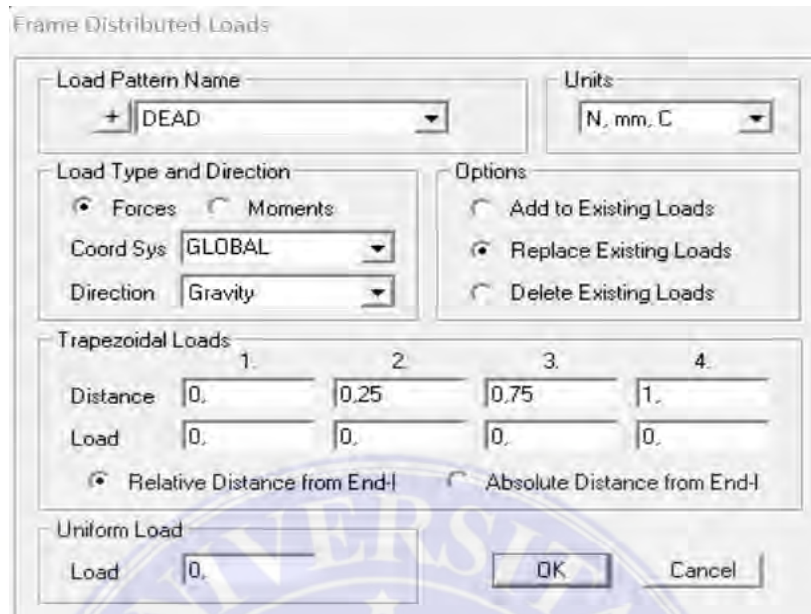 Frame Distributed Loads
Load Pattern Name
+ DEAD
Units
N, mm, C
Load Type and Direction
Forces Moments
Coord Sys GLOBAL
Direction Gravity
Options
Add to Existing Loads
Replace Existing Loads
Delete Existing Loads
Trapezoidal Loads
1. 2. 3. 4.
Distance 0, 0,25 0,75 1,
Load 0, 0, 0, 0,
Relative Distance from End-I Absolute Distance from End-I
Uniform Load
Load 0,
OK Cancel